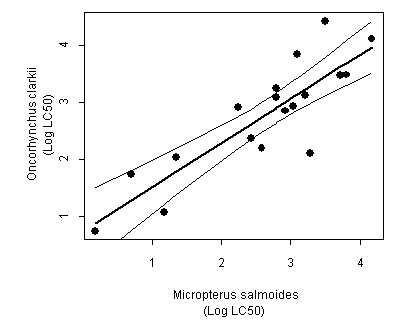 Oncorhynchus clarkii
(Log LC50)
4
3
2
1
1 2 3 4
Micropterus salmoides
(Log LC50)